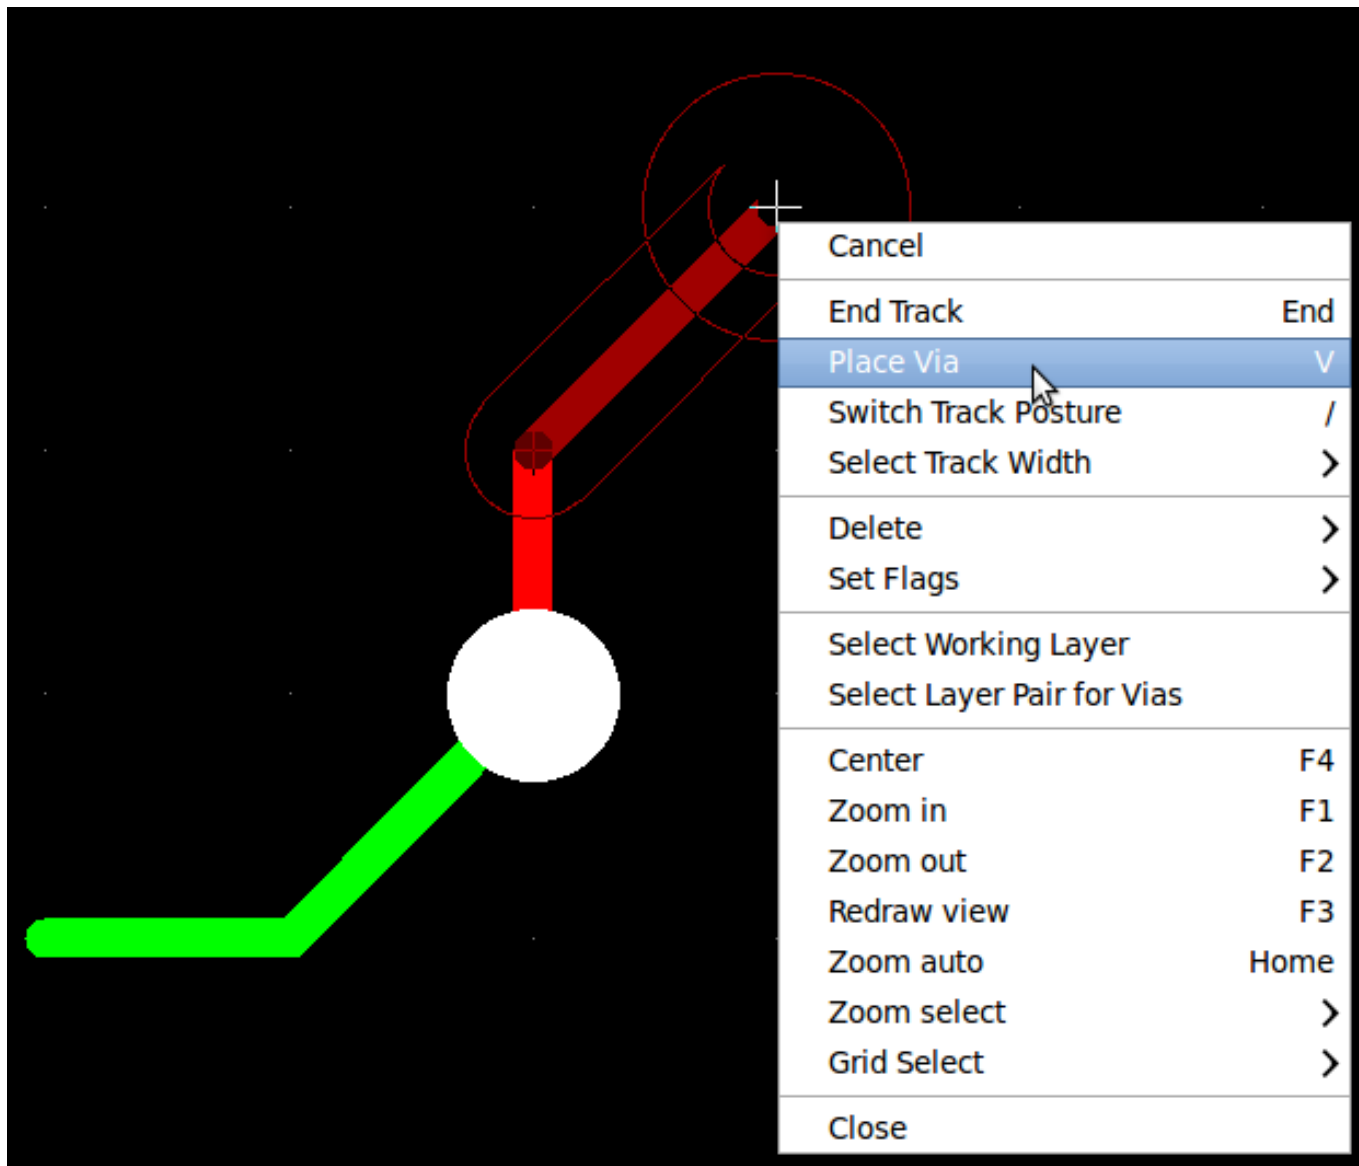 Cancel
End Track End
Place Via V
Switch Track Posture /
Select Track Width
Delete
Set Flags
Select Working Layer
Select Layer Pair for Vias
Center F4
Zoom in F1
Zoom out F2
Redraw view F3
Zoom auto Home
Zoom select
Grid Select
Close